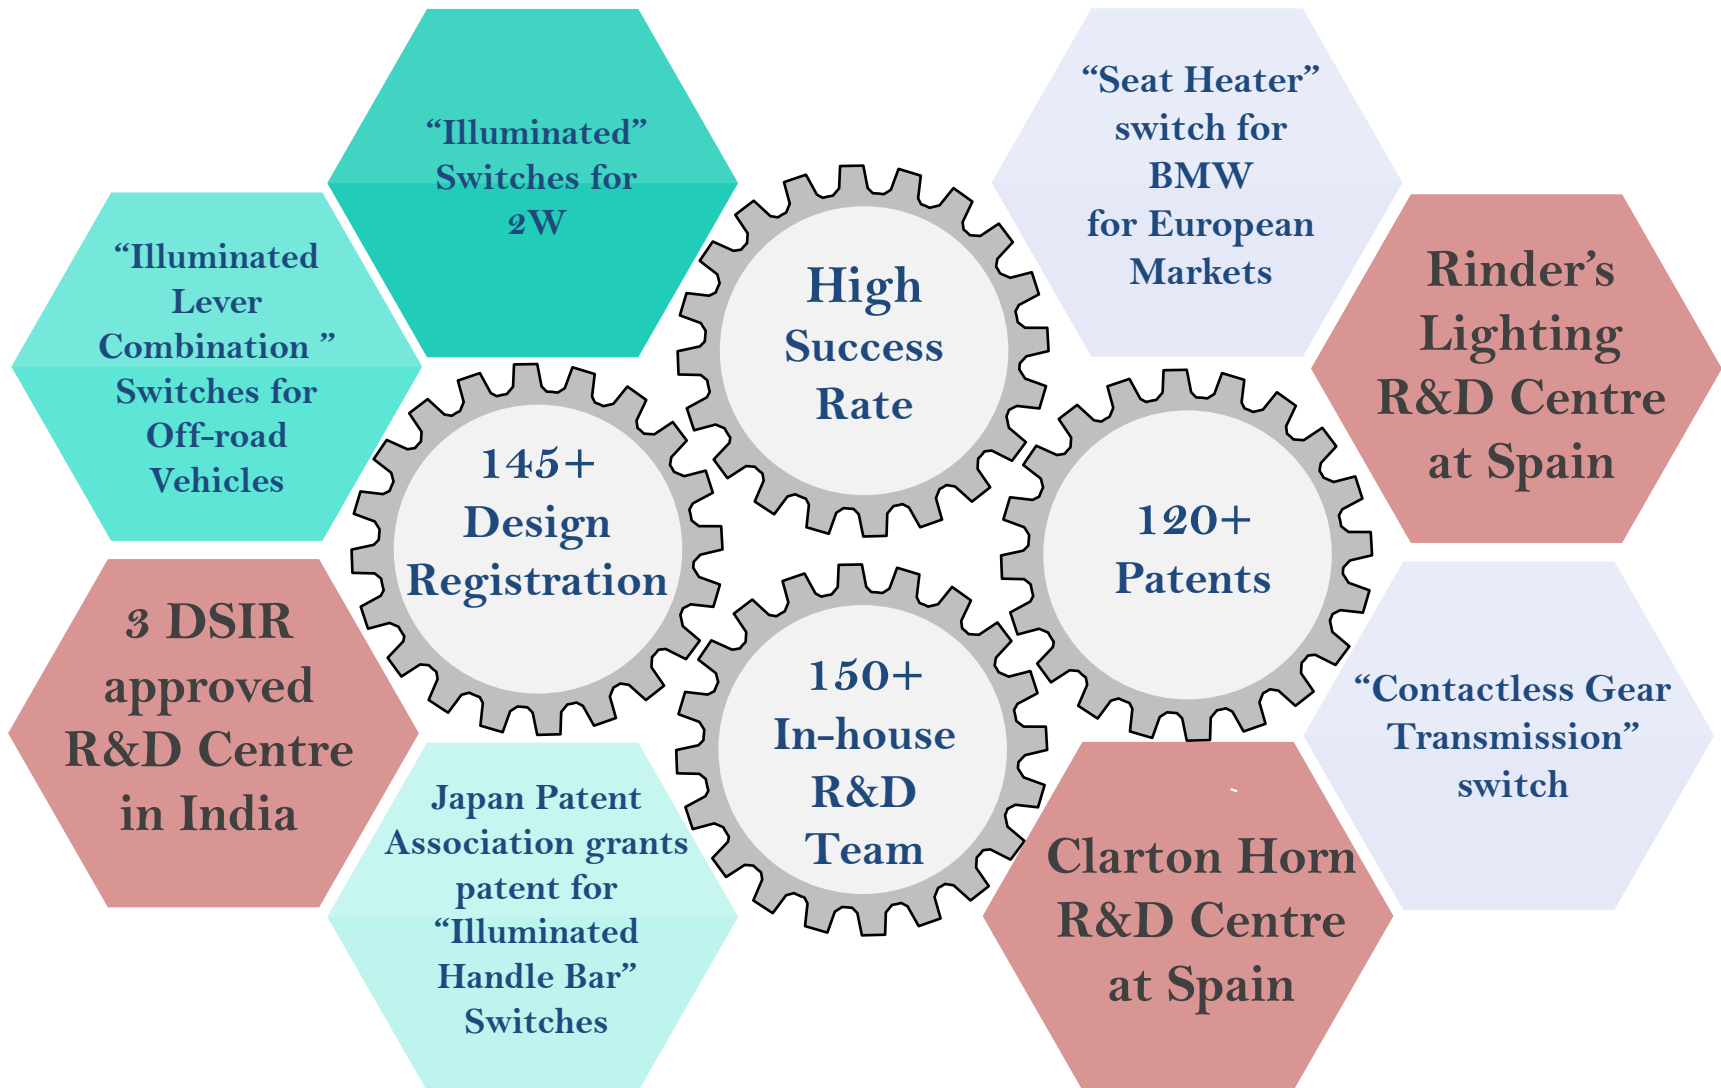 “Illuminated”
Switches for
2W
“Seat Heater”
switch for
BMW
for European
Markets
“Illuminated
Lever
Combination ”
Switches for
Off-road
Vehicles
High
Success
Rate
Rinder’s
Lighting
R&D Centre
at Spain
145+
Design
Registration
120+
Patents
3 DSIR
approved
R&D Centre
in India
150+
In-house
R&D
Team
“Contactless Gear
Transmission”
switch
Japan Patent
Association grants
patent for
“Illuminated
Handle Bar”
Switches
Clarton Horn
R&D Centre
at Spain